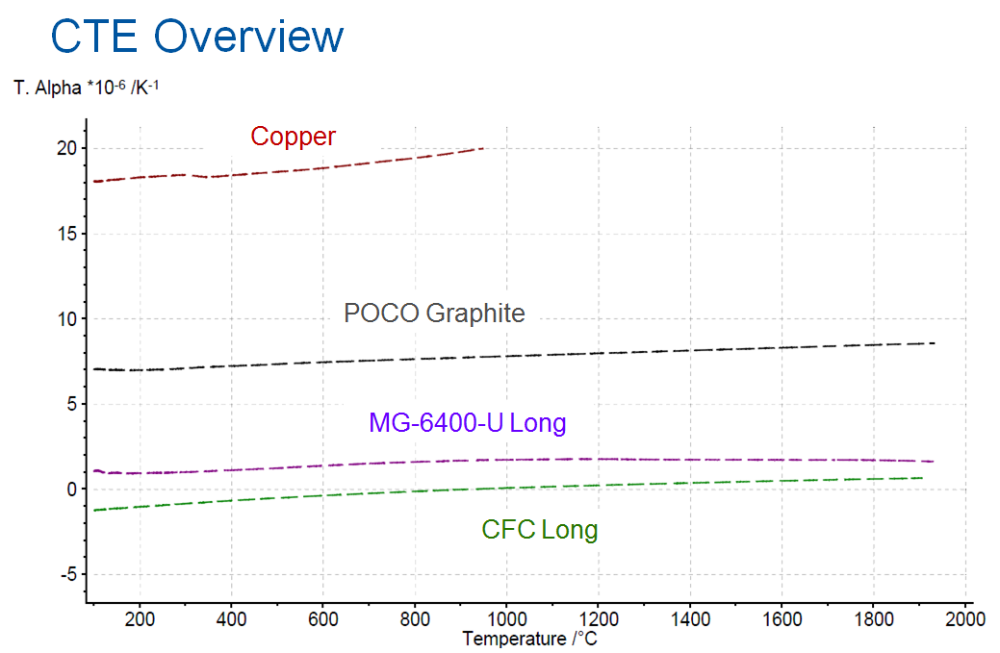 CTE Overview
T. Alpha *10-6 /K-1
Copper
20
15
POCO Graphite
10
5
MG-6400-U Long
0
CFC Long
-5
200 400 600 800 1000 1200 1400 1600 1800 2000
Temperature /°C